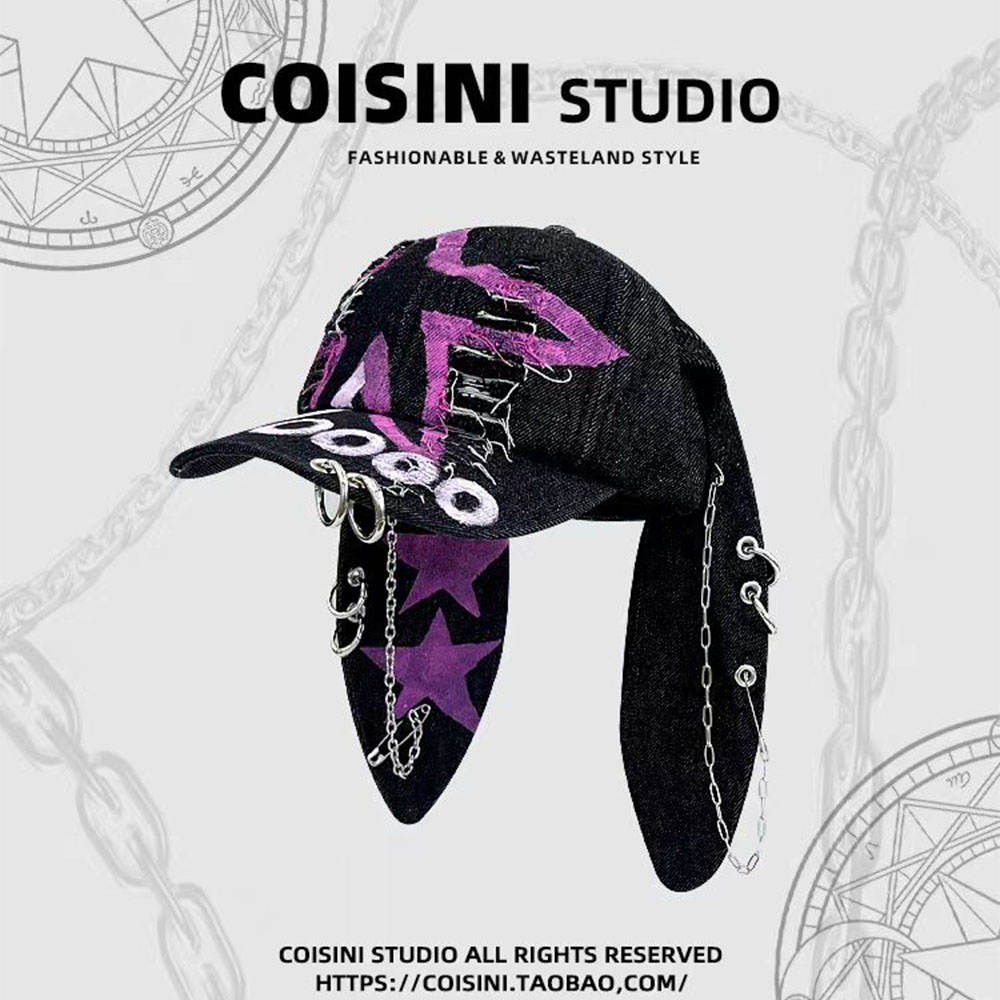 COISINI STUDIO
FASHIONABLE & WASTELAND STYLE
COISINI STUDIO ALL RIGHTS RESERVED
HTTPS://COISINI.TAOBAO,COM/